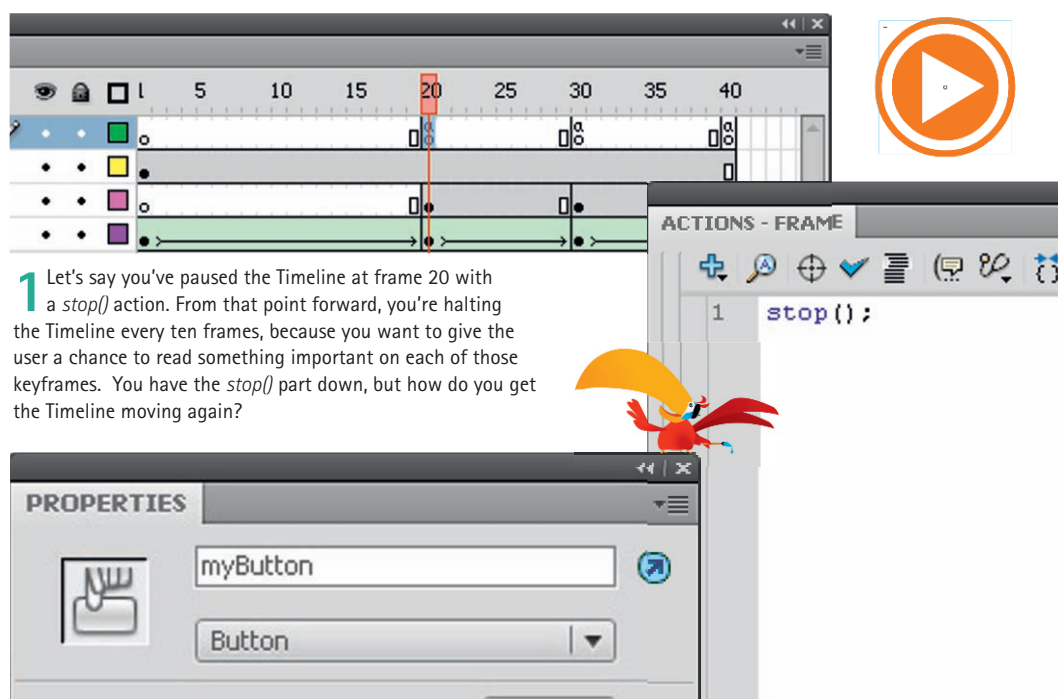 1 5 10 15 20 25 30 35 40
a a a
ACTIONS - FRAME
1 stop();
1 Let's say you've paused the Timeline at frame 20 with
a stop() action. From that point forward, you're halting
the Timeline every ten frames, because you want to give the
user a chance to read something important on each of those
keyframes. You have the stop() part down, but how do you get
the Timeline moving again?
PROPERTIES
myButton
Button